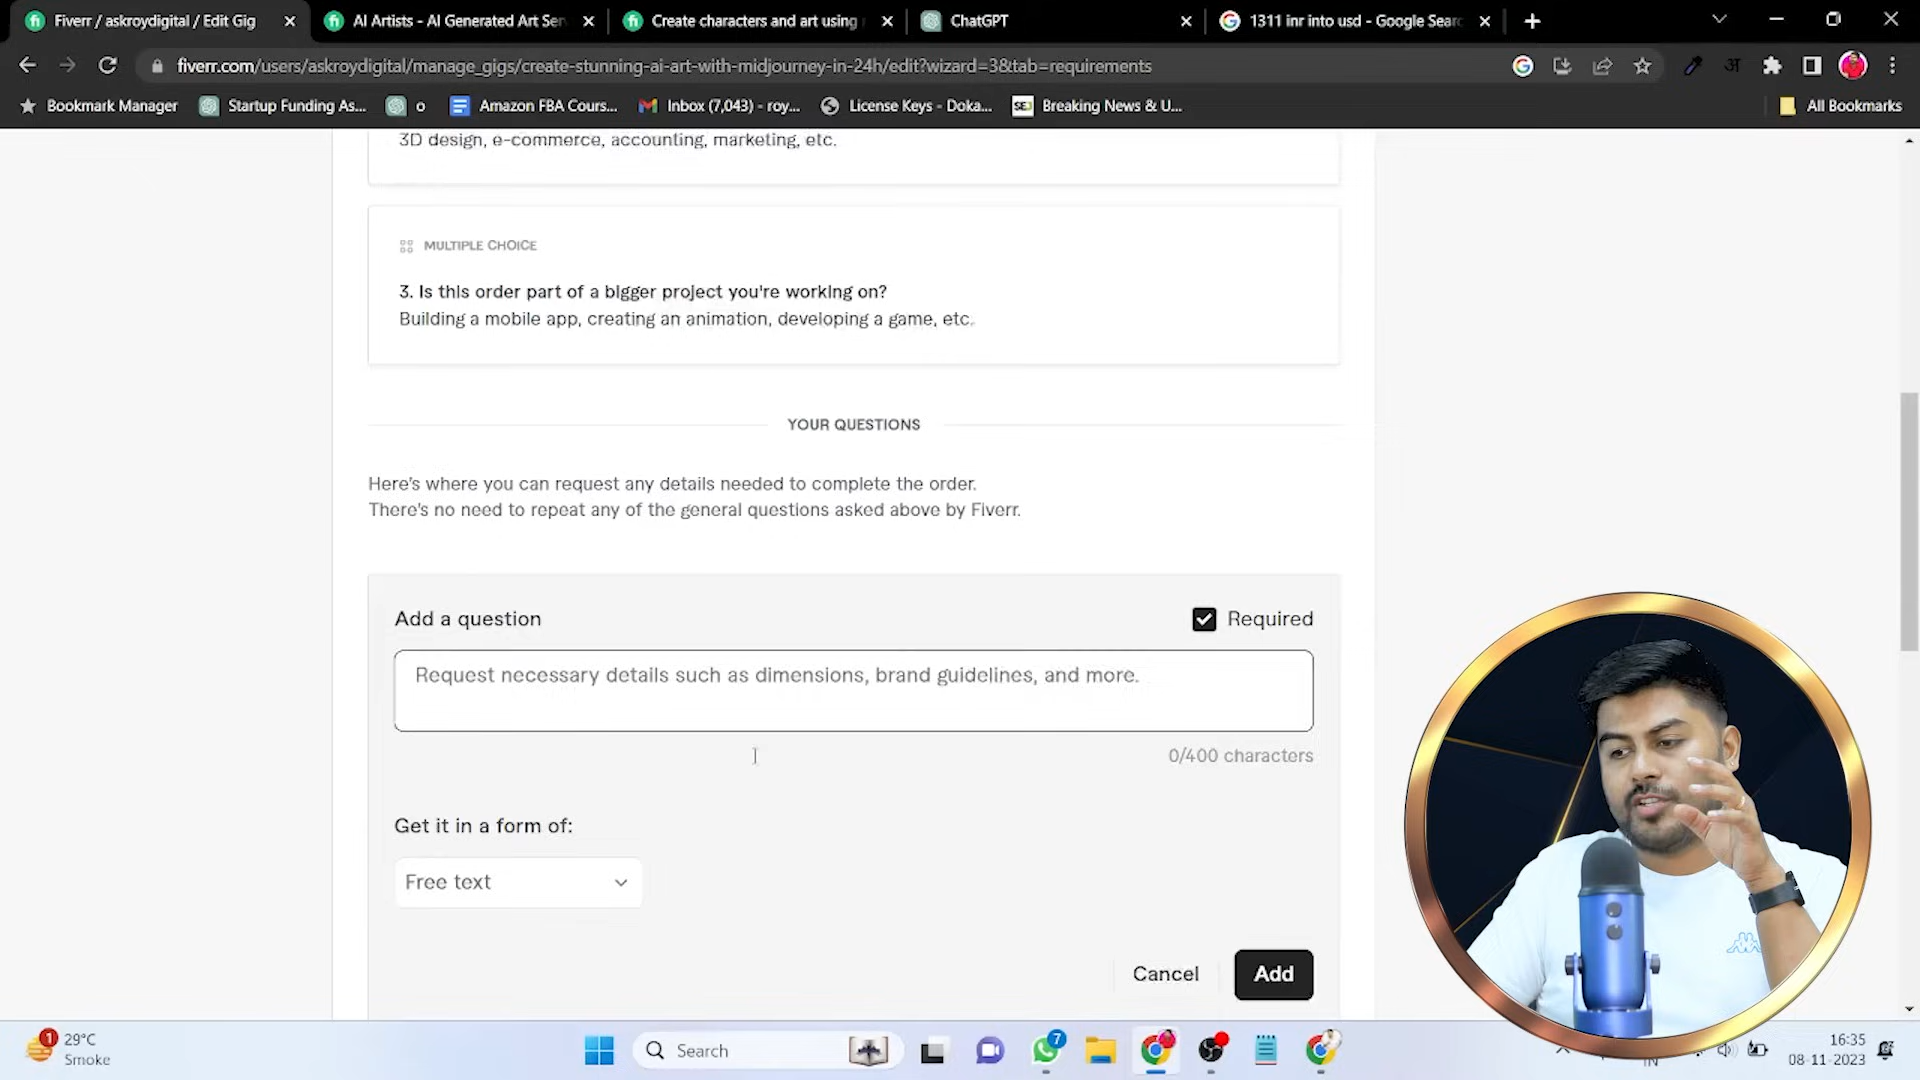 Fiverr / askroydigital / Edit Gig
AI Artists - AI Generated Art Ser
Create characters and art using
ChatGPT
1311 inr into usd - Google Sear
fiverr.com/users/askroydigital/manage_gigs/create-stunning-ai-art-with-midjourney-in-24h/edit?wizard=3&tab=requirements
Bookmark Manager
Startup Funding As...
o
Amazon FBA Cours...
Inbox (7,043) - roy...
License Keys - Doka...
Breaking News & U...
All Bookmarks
3D design, e-commerce, accounting, marketing, etc.
MULTIPLE CHOICE
3. Is this order part of a bigger project you're working on?
Building a mobile app, creating an animation, developing a game, etc.
YOUR QUESTIONS
Here's where you can request any details needed to complete the order.
There's no need to repeat any of the general questions asked above by Fiverr.
Add a question
Required
Request necessary details such as dimensions, brand guidelines, and more.
0/400 characters
Get it in a form of:
Free text
Cancel
Add
1
29°C
Smoke
Search
7
IN
16:35
08-11-2023